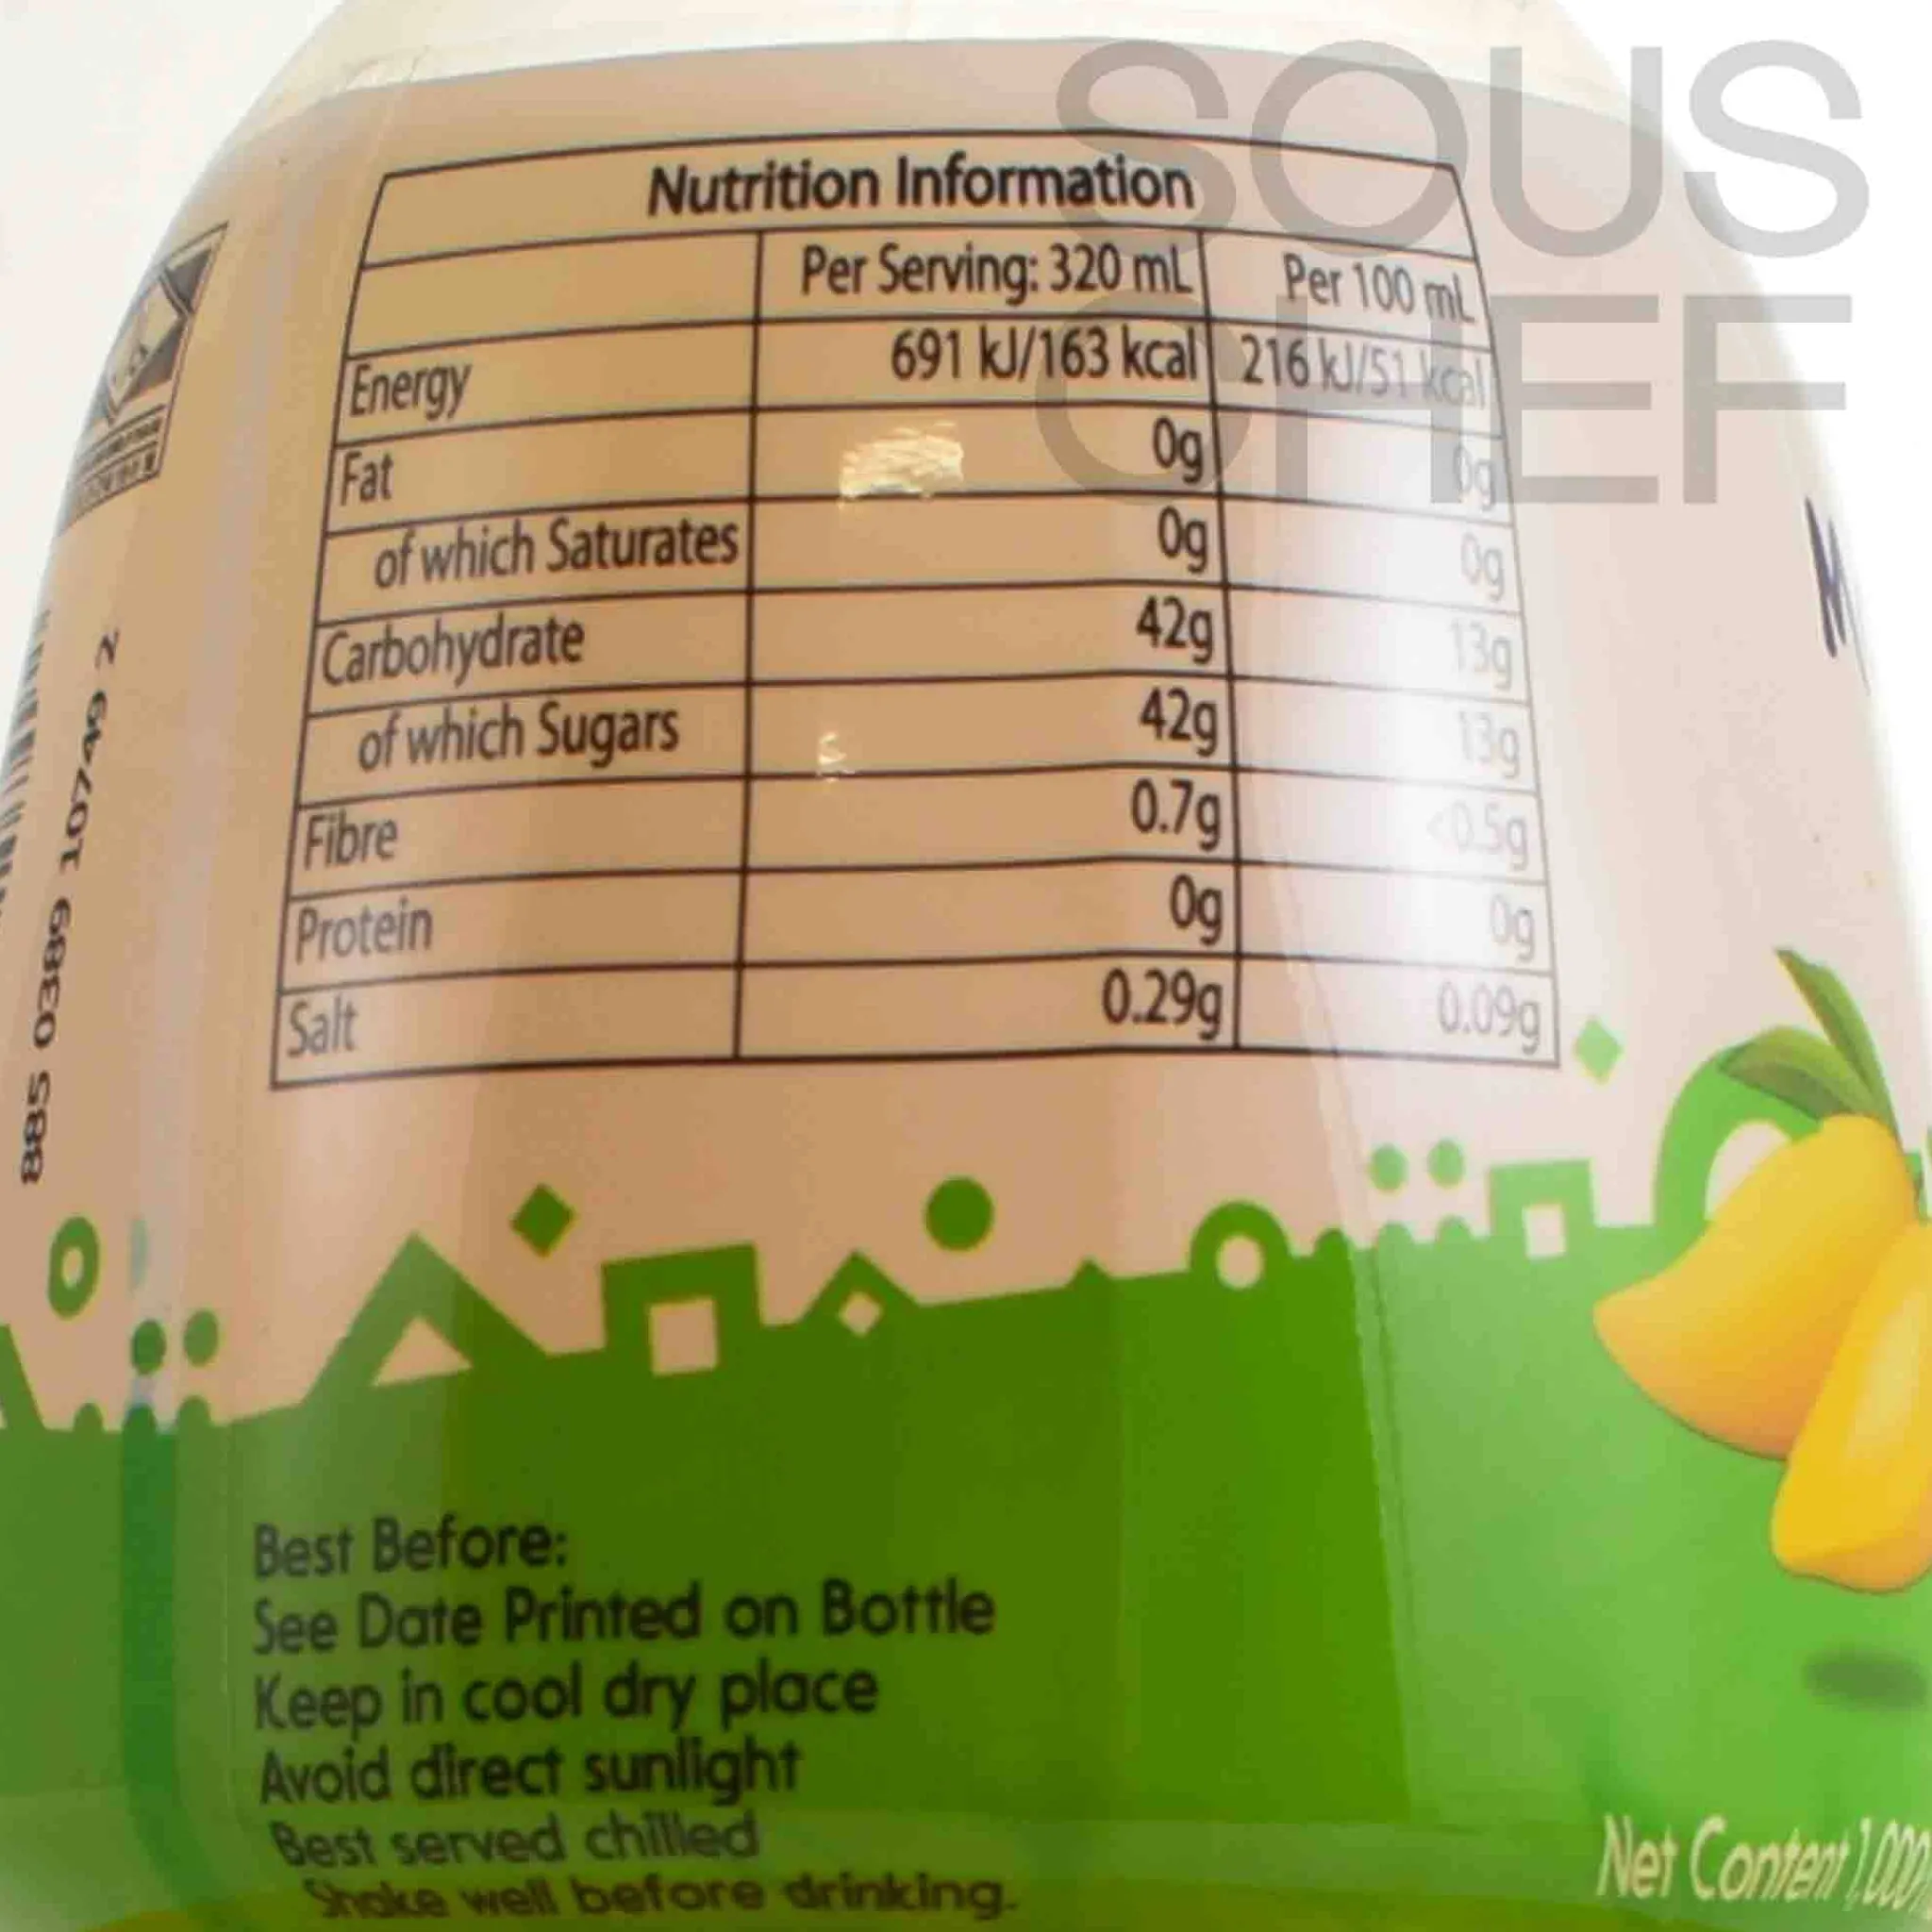 SOUS
CHEF
Nutrition Information
Per Serving: 320 mL Per 100 mL
Energy 691 kJ/163 kcal 216 kJ/51 kcal
Fat 0g 0g
of which Saturates 0g 0g
Carbohydrate 42g 13g
of which Sugars 42g 13g
Fibre 0.7g <0.5g
Protein 0g 0g
Salt 0.29g 0.09g
885 0389 10749 2
Best Before:
See Date Printed on Bottle
Keep in cool dry place
Avoid direct sunlight
Best served chilled
Shake well before drinking.
Net Content 1,000